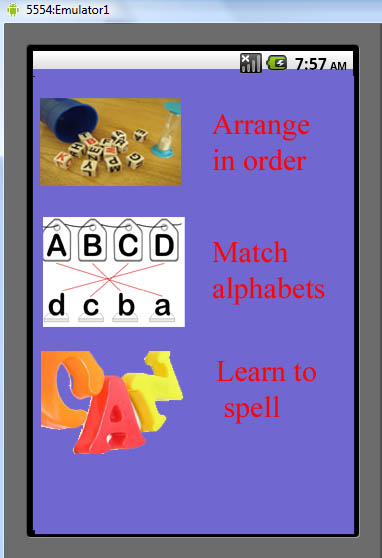 5554:Emulator1
7:57 AM
Arrange
in order
A B C D
Match
alphabets
d c b a
Learn to
spell
C A N